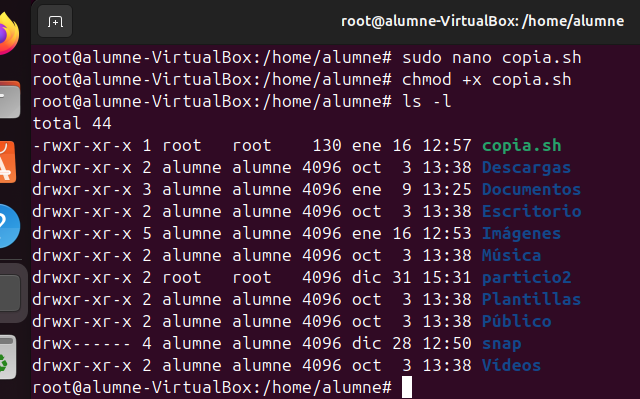 root@alumne-VirtualBox: /home/alumne
root@alumne-VirtualBox:/home/alumne# sudo nano copia.sh
root@alumne-VirtualBox:/home/alumne# chmod +x copia.sh
root@alumne-VirtualBox:/home/alumne# ls -l
total 44
-rwxr-xr-x 1 root   root    130 ene 16 12:57 copia.sh
drwxr-xr-x 2 alumne alumne 4096 oct  3 13:38 Descargas
drwxr-xr-x 3 alumne alumne 4096 ene  9 13:25 Documentos
drwxr-xr-x 2 alumne alumne 4096 oct  3 13:38 Escritorio
drwxr-xr-x 5 alumne alumne 4096 ene 16 12:53 Imágenes
drwxr-xr-x 2 alumne alumne 4096 oct  3 13:38 Música
drwxr-xr-x 2 root   root   4096 dic 31 15:31 particio2
drwxr-xr-x 2 alumne alumne 4096 oct  3 13:38 Plantillas
drwxr-xr-x 2 alumne alumne 4096 oct  3 13:38 Público
drwx------ 4 alumne alumne 4096 dic 28 12:50 snap
drwxr-xr-x 2 alumne alumne 4096 oct  3 13:38 Vídeos
root@alumne-VirtualBox:/home/alumne#